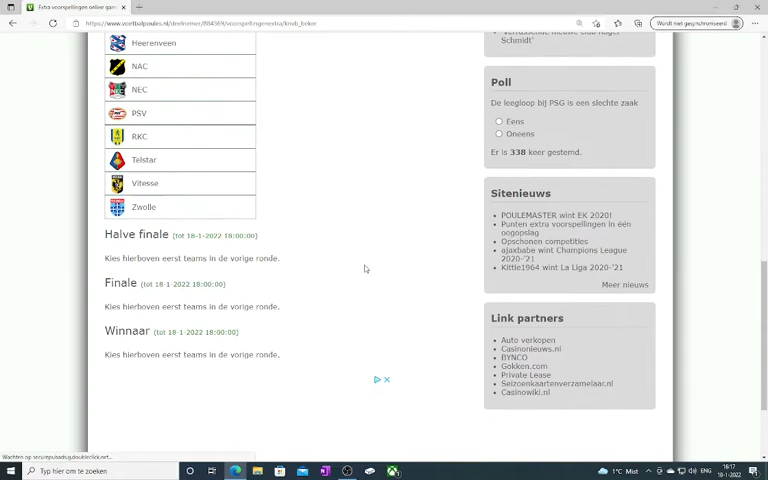 Extra voorspellingen online gam
https://www.voetbalpoules.nl/deelnemer/884369/voorspellingenextra/knvb_beker
Wordt niet gesynchroniseerd
Heerenveen
NAC
NEC
PSV
RKC
Telstar
Vitesse
Zwolle
Halve finale (tot 18-1-2022 18:00:00)
Kies hierboven eerst teams in de vorige ronde.
Finale (tot 18-1-2022 18:00:00)
Kies hierboven eerst teams in de vorige ronde.
Winnaar (tot 18-1-2022 18:00:00)
Kies hierboven eerst teams in de vorige ronde.
Schmidt'
Poll
De leegloop bij PSG is een slechte zaak
Eens
Oneens
Er is 338 keer gestemd.
Sitenieuws
POULEMASTER wint EK 2020!
Punten extra voorspellingen in één
oogopslag
Opschonen competities
ajaxbabe wint Champions League
2020-'21
Kittie1964 wint La Liga 2020-'21
Meer nieuws
Link partners
Auto verkopen
Casinonieuws.nl
BYNCO
Gokken.com
Private Lease
Seizoenkaartenverzamelaar.nl
Casinowiki.nl
Typ hier om te zoeken
1°C Mist
ENG
16:17
18-1-2022